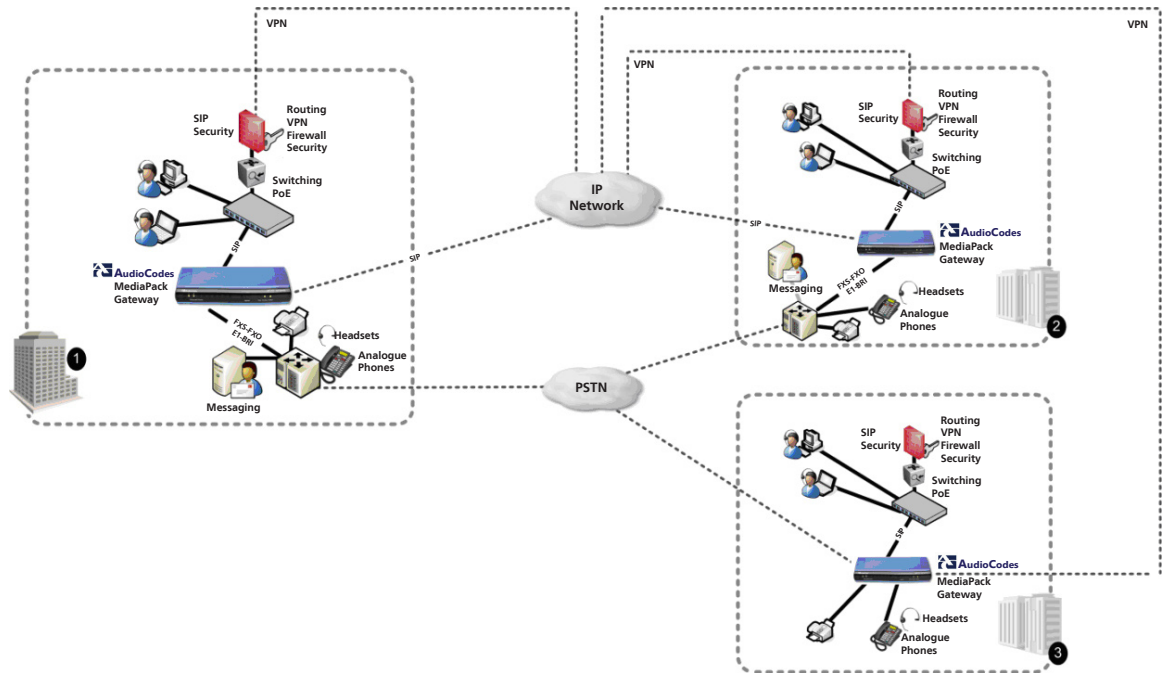 VPN
VPN
VPN
SIP
Security
Routing
VPN
Firewall
Security
Switching
PoE
SIP
AudioCodes
MediaPack
Gateway
FXS-FXO
E1-BRI
Headsets
Analogue
Phones
Messaging
1
SIP
IP
Network
SIP
PSTN
SIP
Security
Routing
VPN
Firewall
Security
Switching
PoE
SIP
AudioCodes
MediaPack
Gateway
Messaging
FXS-FXO
E1-BRI
Headsets
Analogue
Phones
2
SIP
Security
Routing
VPN
Firewall
Security
Switching
PoE
SIP
AudioCodes
MediaPack
Gateway
Headsets
Analogue
Phones
3